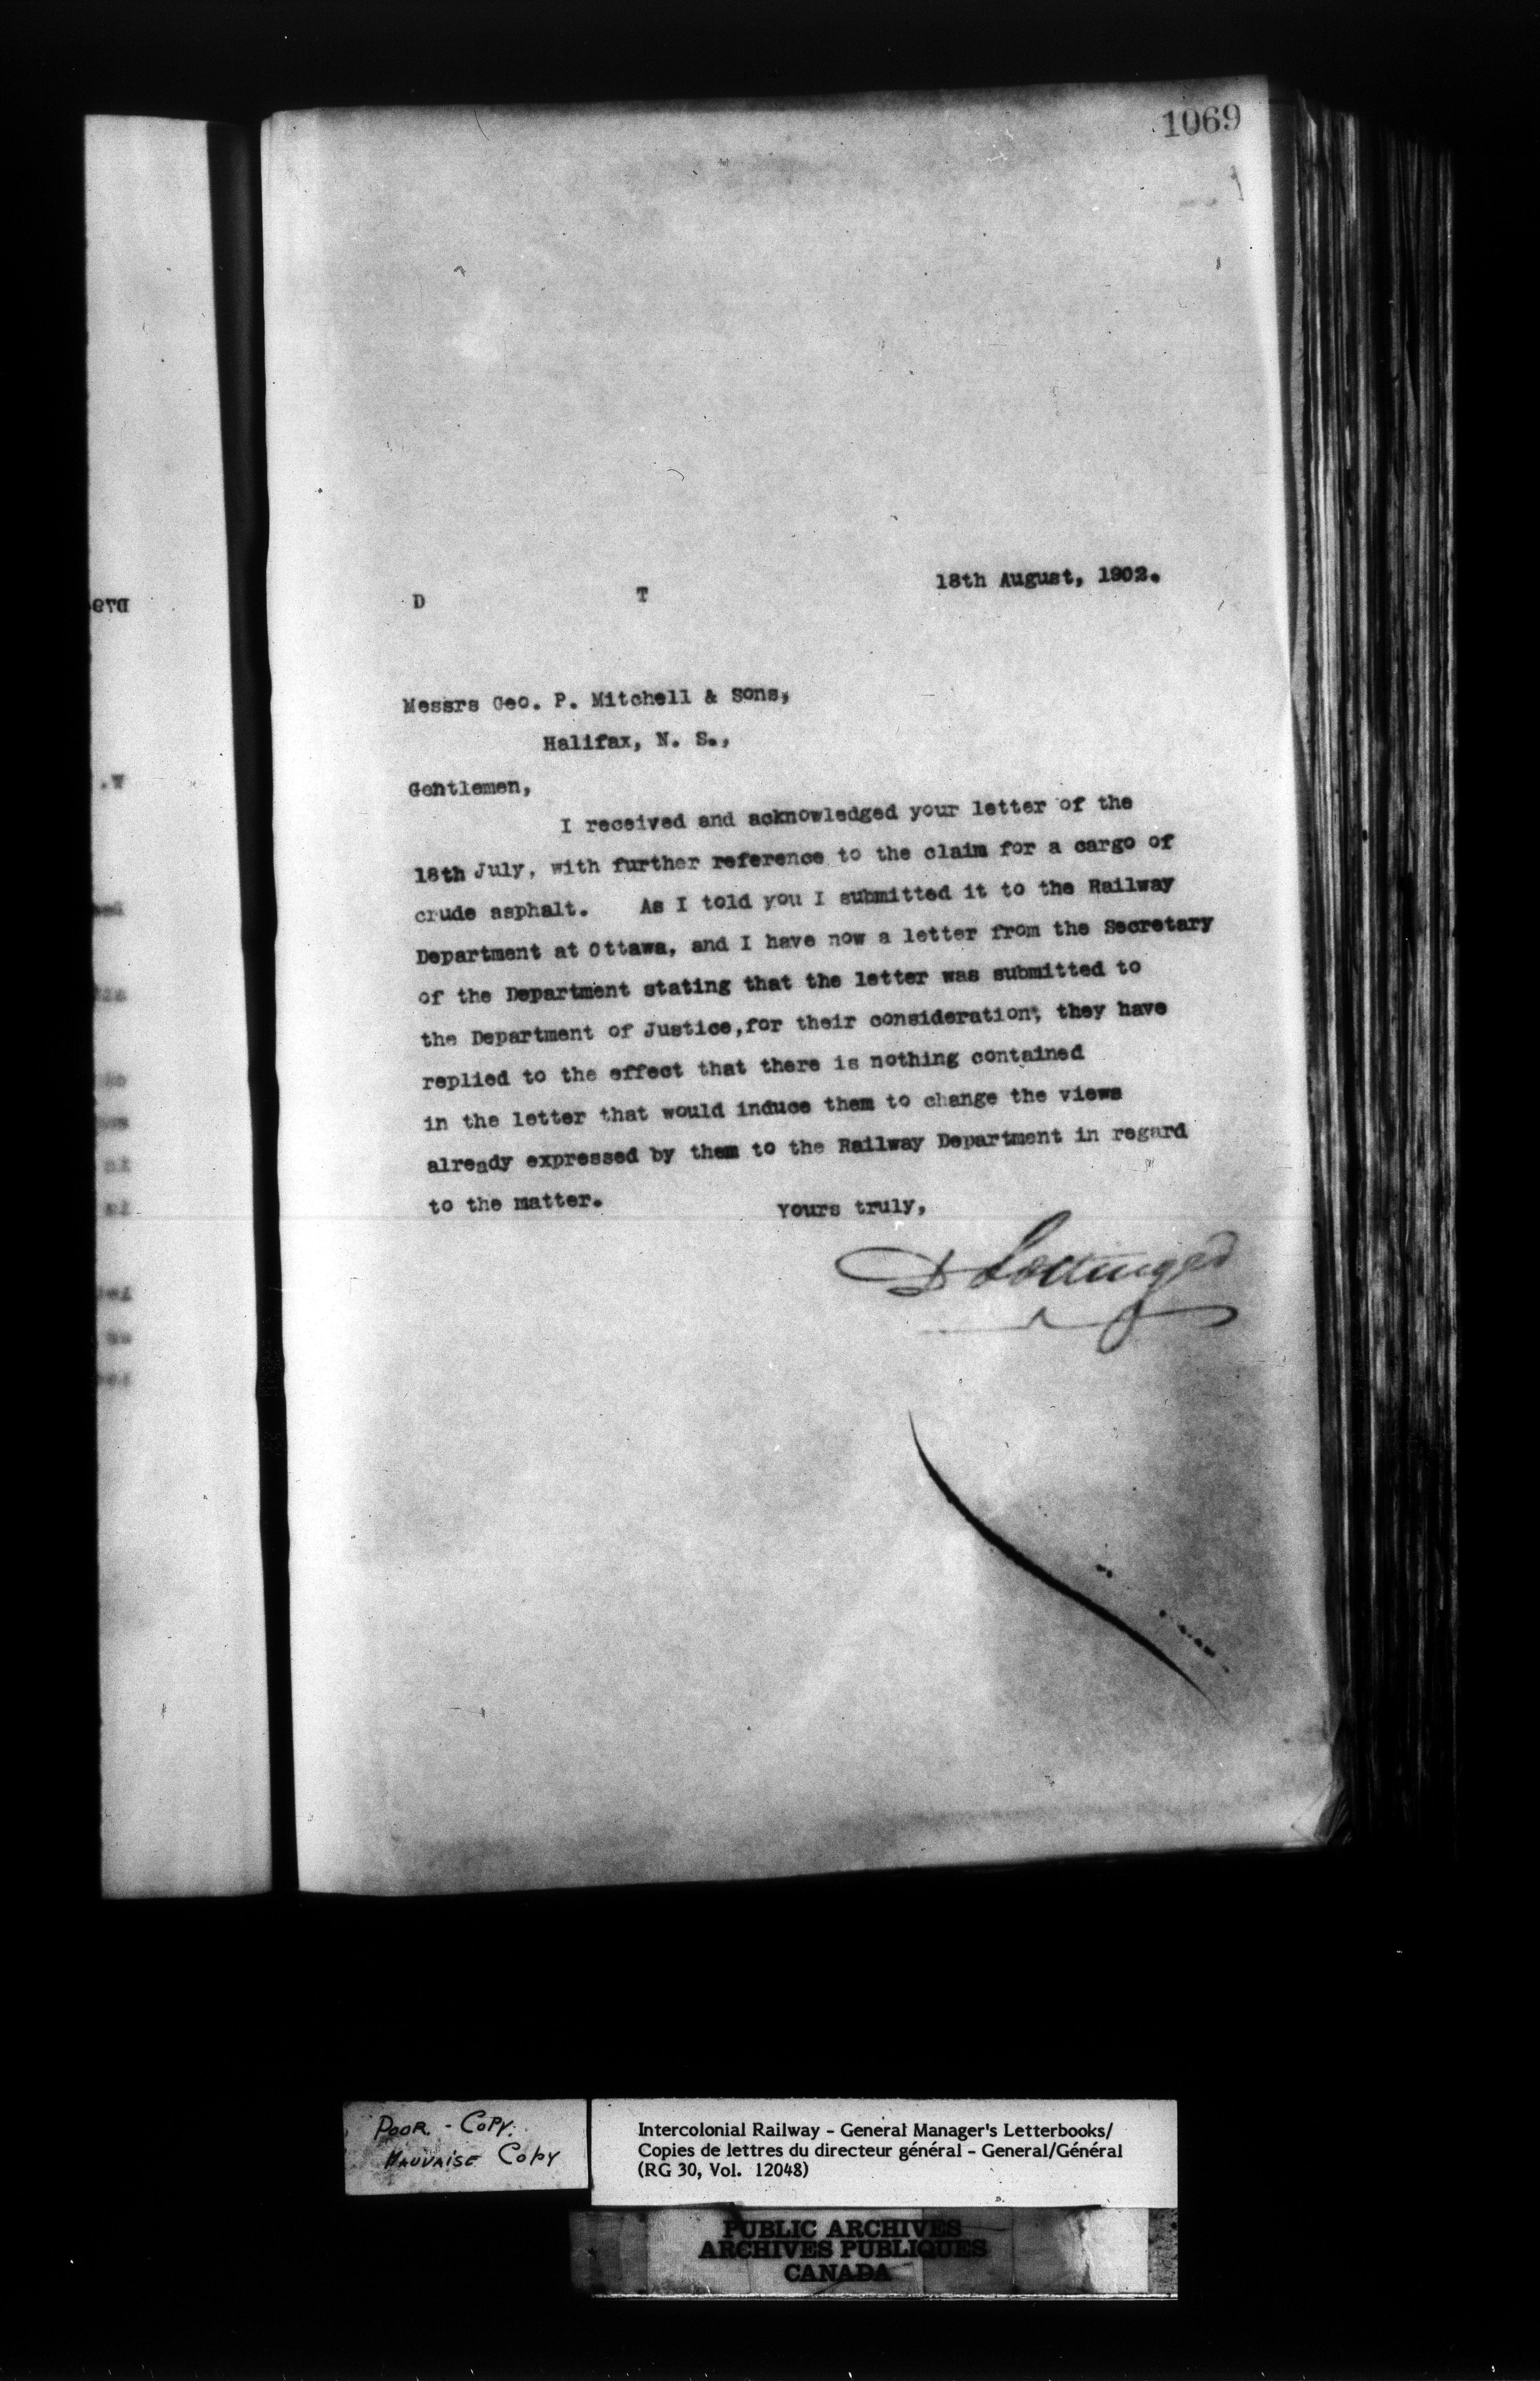 1069
18th August, 1902.
D T
Messrs Geo. P. Mitchell & Sons,
Halifax, N. S.,
Gentlemen,
I received and acknowledged your letter of the
18th July, with further reference to the claim for a cargo of
crude asphalt. As I told you I submitted it to the Railway
Department at Ottawa, and I have now a letter from the Secretary
of the Department stating that the letter was submitted to
the Department of Justice,for their consideration; they have
replied to the effect that there is nothing contained
in the letter that would induce them to change the views
already expressed by them to the Railway Department in regard
to the matter.
Yours truly,
D Pottinger
POOR - COPY.
MAUVAISE COPY
Intercolonial Railway - General Manager's Letterbooks/
Copies de lettres du directeur général - General/Général
(RG 30, Vol. 12048)
PUBLIC ARCHIVES
ARCHIVES PUBLIQUES
CANADA